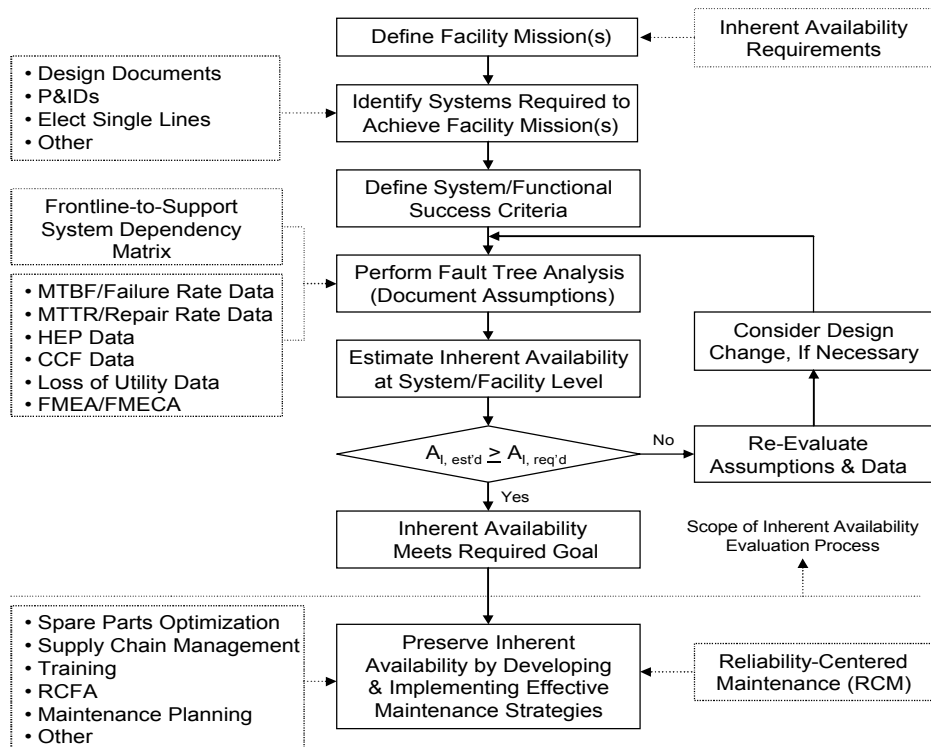 Define Facility Mission(s)
Inherent Availability
Requirements
• Design Documents
• P&IDs
• Elect Single Lines
• Other
Identify Systems Required to
Achieve Facility Mission(s)
Define System/Functional
Success Criteria
Frontline-to-Support
System Dependency
Matrix
• MTBF/Failure Rate Data
• MTTR/Repair Rate Data
• HEP Data
• CCF Data
• Loss of Utility Data
• FMEA/FMECA
Perform Fault Tree Analysis
(Document Assumptions)
Estimate Inherent Availability
at System/Facility Level
Consider Design
Change, If Necessary
A I, est'd ≥ A I, req'd
No
Re-Evaluate
Assumptions & Data
Yes
Inherent Availability
Meets Required Goal
Scope of Inherent Availability
Evaluation Process
• Spare Parts Optimization
• Supply Chain Management
• Training
• RCFA
• Maintenance Planning
• Other
Preserve Inherent
Availability by Developing
& Implementing Effective
Maintenance Strategies
Reliability-Centered
Maintenance (RCM)